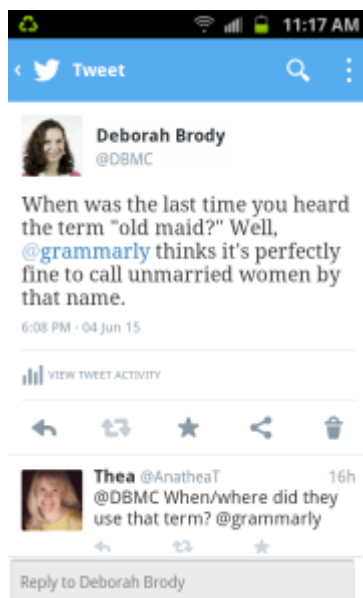 11:17 AM
Tweet
Deborah Brody
@DBMC
When was the last time you heard
the term "old maid?" Well,
@grammarly thinks it's perfectly
fine to call unmarried women by
that name.
6:08 PM · 04 Jun 15
VIEW TWEET ACTIVITY
Thea @AnatheaT 16h
@DBMC When/where did they
use that term? @grammarly
Reply to Deborah Brody